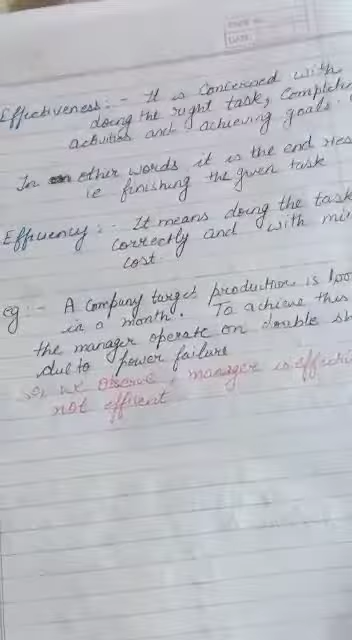 DATE
Effectiveness:- It is concerned with
doing the right task, completing
activities and achieving goals.
In other words it is the end res
ie finishing the given task
Efficiency:- It means doing the task
correctly and with mi
cost.
eg:- A Company target production is 1000
in a month. To achieve this
the manager operate on double sh
due to power failure
So, we observe, manager is effecti
not efficent